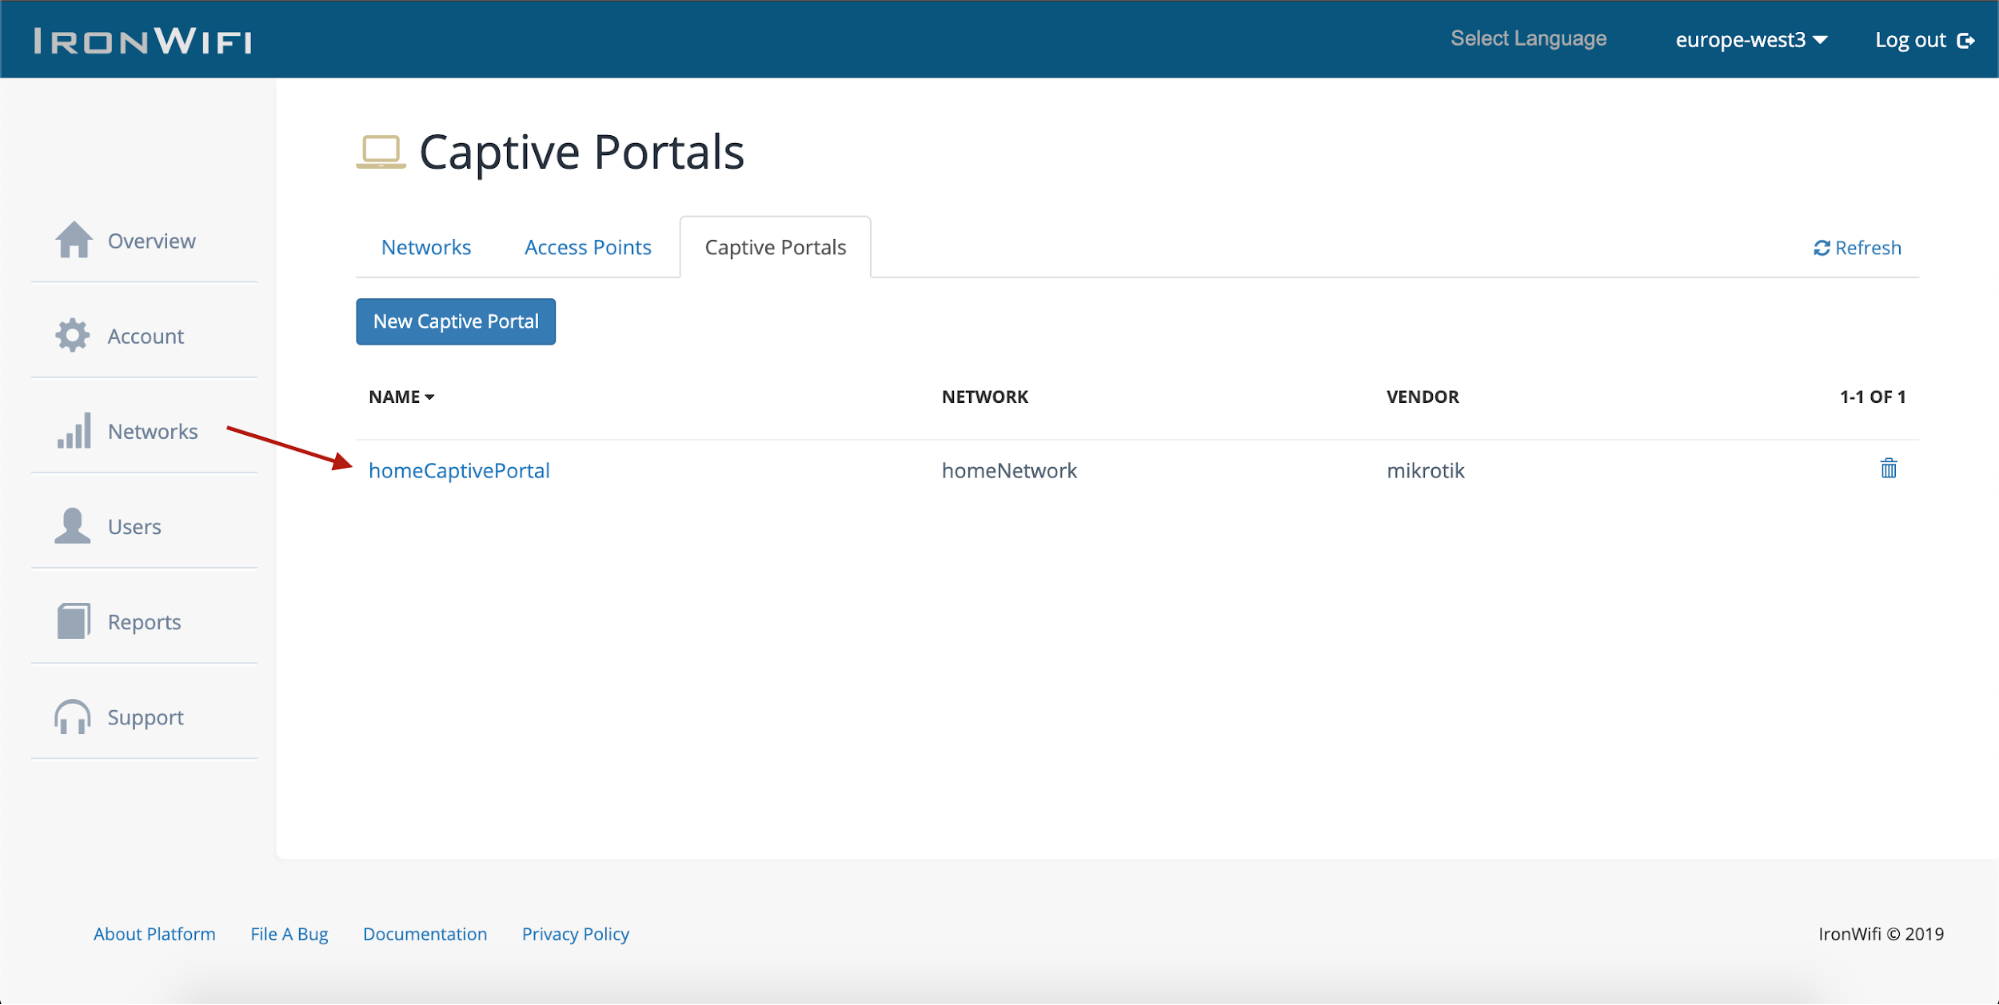 IRONWIFI
Select Language
europe-west3
Log out
Captive Portals
Networks
Access Points
Captive Portals
Refresh
New Captive Portal
NAME
NETWORK
VENDOR
1-1 OF 1
homeCaptivePortal
homeNetwork
mikrotik
Overview
Account
Networks
Users
Reports
Support
About Platform
File A Bug
Documentation
Privacy Policy
IronWifi © 2019